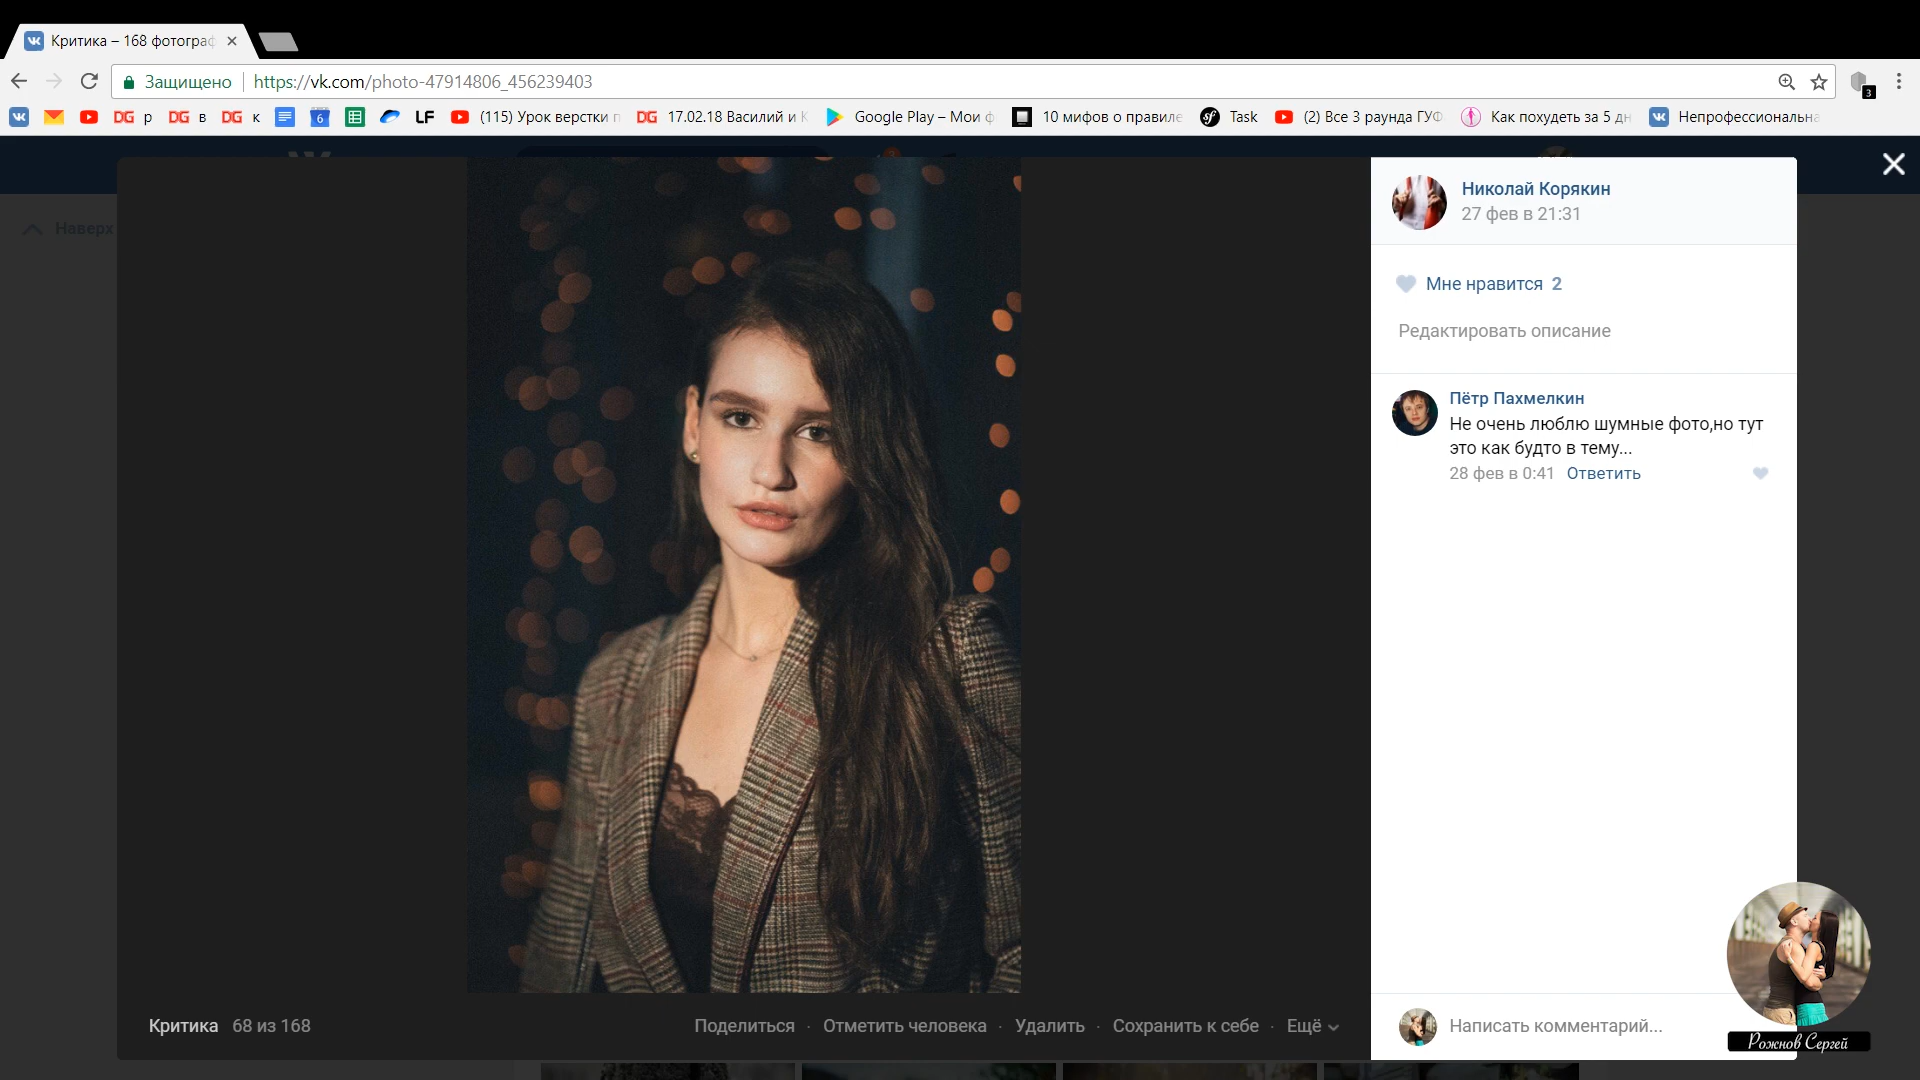 Критика – 168 фотограф
Защищено
https://vk.com/photo-47914806_456239403
3
DG р
DG в
DG к
6
LF
(115) Урок верстки
DG 17.02.18 Василий и К
Google Play – Мои ф
10 мифов о правиле
Task
(2) Все 3 раунда ГУФ
Как похудеть за 5 дн
Непрофессиональна
Наверх
Николай Корякин
27 фев в 21:31
Мне нравится 2
Редактировать описание
Пётр Пахмелкин
Не очень люблю шумные фото,но тут
это как будто в тему...
28 фев в 0:41 Ответить
Критика 68 из 168
Поделиться · Отметить человека · Удалить · Сохранить к себе · Ещё
Написать комментарий...
Рожнов Сергей